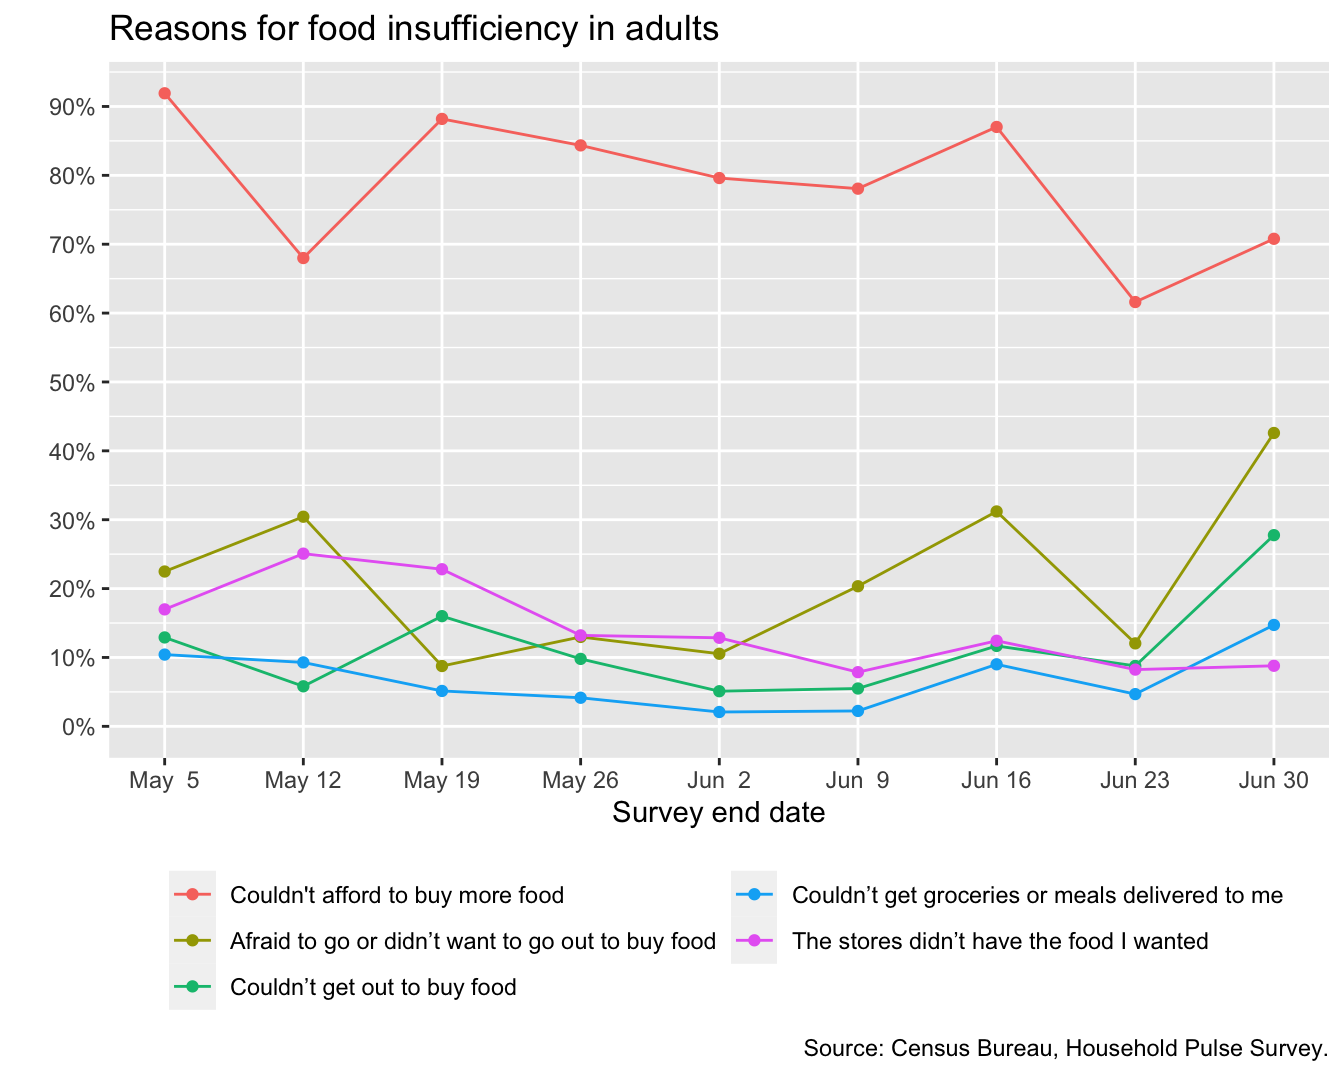 Reasons for food insufficiency in adults
90%
80%
70%
60%
50%
40%
30%
20%
10%
0%
May 5 May 12 May 19 May 26 Jun 2 Jun 9 Jun 16 Jun 23 Jun 30
Survey end date
Couldn't afford to buy more food
Afraid to go or didn’t want to go out to buy food
Couldn’t get out to buy food
Couldn’t get groceries or meals delivered to me
The stores didn’t have the food I wanted
Source: Census Bureau, Household Pulse Survey.